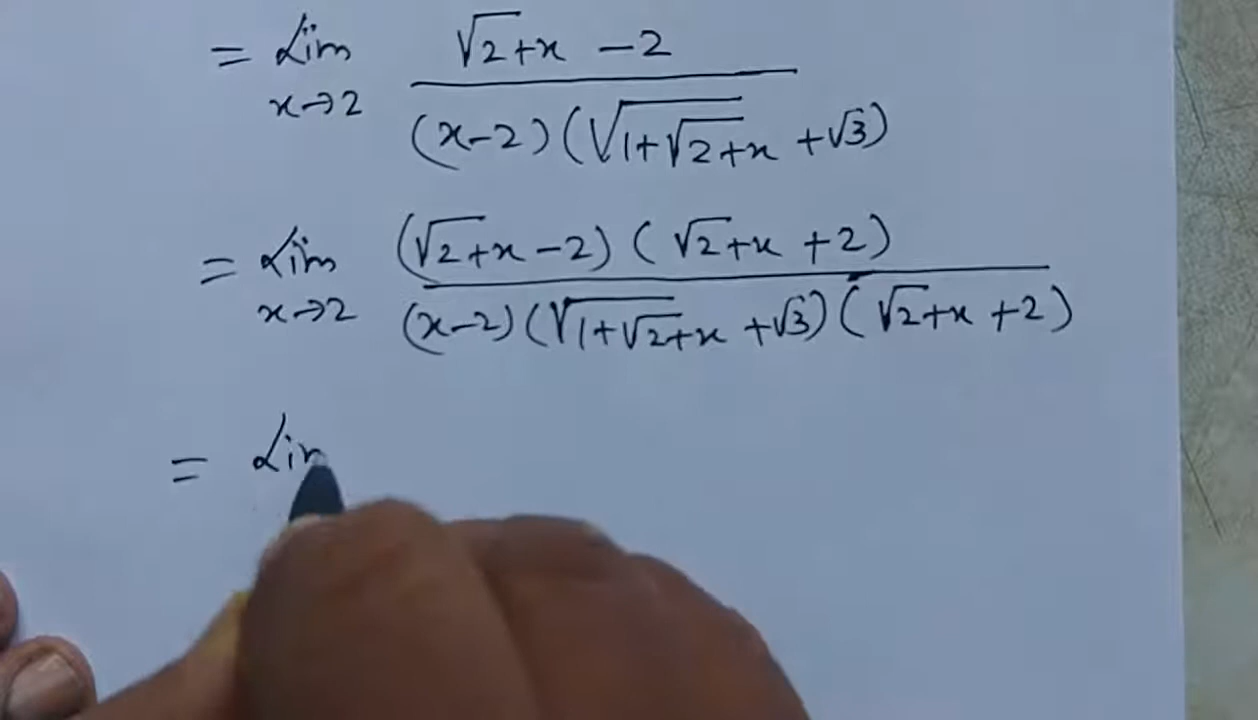 = Lim x→2 (√2+x −2) / ((x−2)(√(1+√2+x) +√3))
= Lim x→2 ((√2+x −2)(√2+x +2)) / ((x−2)(√(1+√2+x) +√3)(√2+x +2))
= Lim